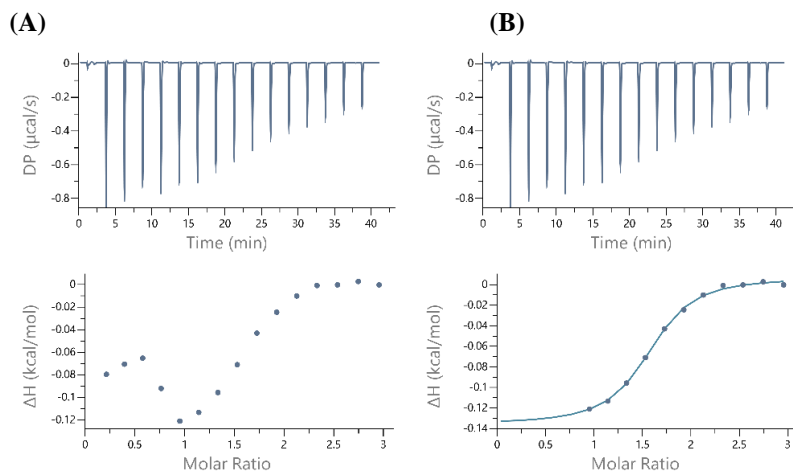 (A) (B)
0 0
-0.2 -0.2
-0.4 -0.4
-0.6 -0.6
-0.8 -0.8
DP (µcal/s) DP (µcal/s)
0 5 10 15 20 25 30 35 40 0 5 10 15 20 25 30 35 40
Time (min) Time (min)
0 0
-0.02 -0.02
-0.04 -0.04
-0.06 -0.06
-0.08 -0.08
-0.1 -0.1
-0.12 -0.12
-0.14
ΔH (kcal/mol) ΔH (kcal/mol)
0 0.5 1 1.5 2 2.5 3 0 0.5 1 1.5 2 2.5 3
Molar Ratio Molar Ratio